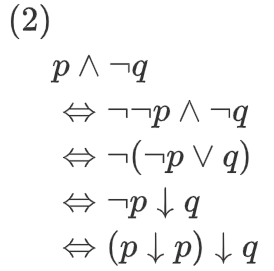 (2)
p ∧ ¬q
⇔ ¬¬p ∧ ¬q
⇔ ¬(¬p ∨ q)
⇔ ¬p ↓ q
⇔ (p ↓ p) ↓ q